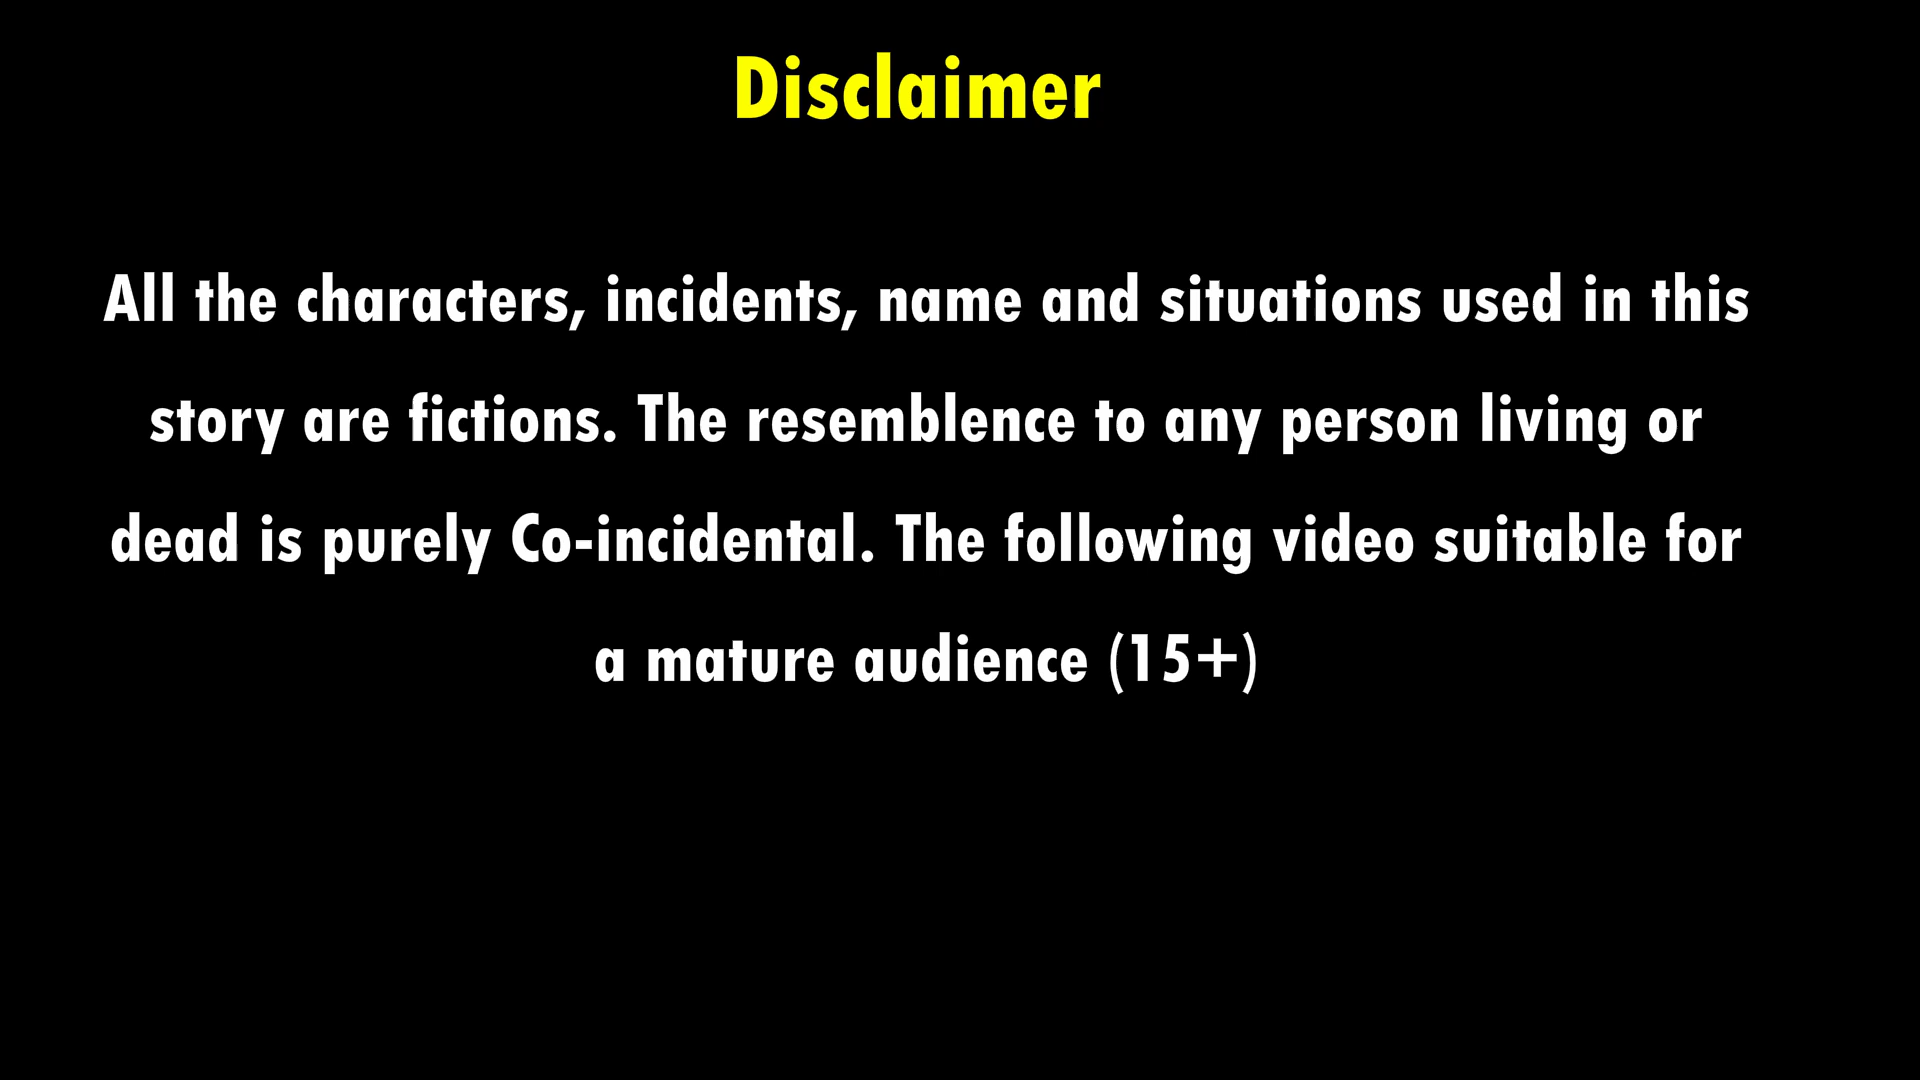 Disclaimer
All the characters, incidents, name and situations used in this
story are fictions. The resemblence to any person living or
dead is purely Co-incidental. The following video suitable for
a mature audience (15+)